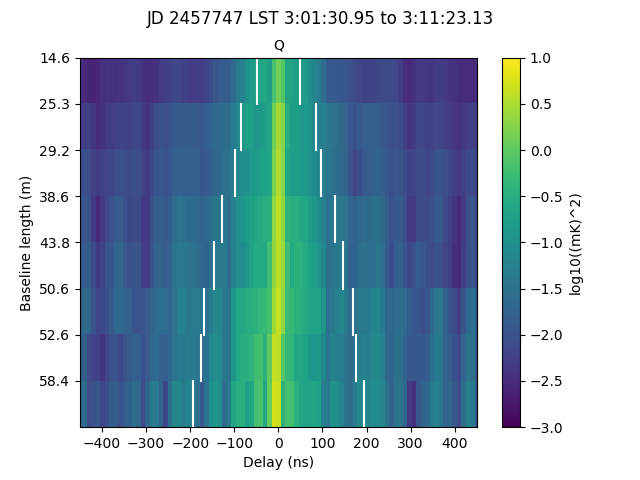 JD 2457747 LST 3:01:30.95 to 3:11:23.13
Q
14.6
25.3
29.2
38.6
43.8
50.6
52.6
58.4
Baseline length (m)
−400 −300 −200 −100 0 100 200 300 400
Delay (ns)
1.0
0.5
0.0
−0.5
−1.0
−1.5
−2.0
−2.5
−3.0
log10((mK)^2)